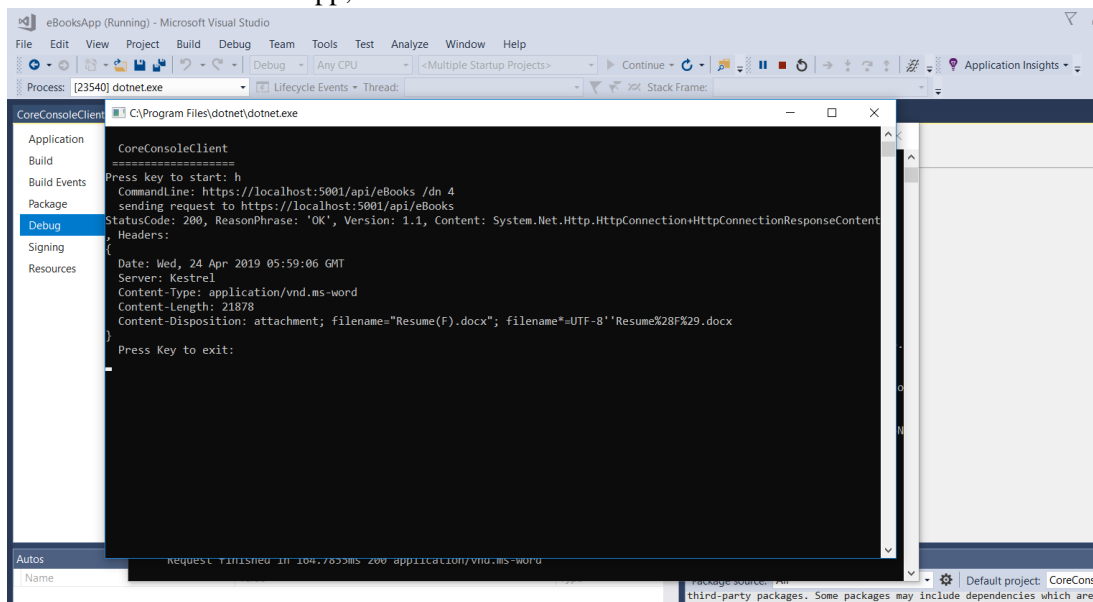 App,
eBooksApp (Running) - Microsoft Visual Studio
File Edit View Project Build Debug Team Tools Test Analyze Window Help
Debug Any CPU <Multiple Startup Projects> Continue Application Insights
Process: [23540] dotnet.exe Lifecycle Events Thread: Stack Frame:
CoreConsoleClient
C:\Program Files\dotnet\dotnet.exe
Application
Build
Build Events
Package
Debug
Signing
Resources
CoreConsoleClient
===================
Press key to start: h
CommandLine: https://localhost:5001/api/eBooks /dn 4
sending request to https://localhost:5001/api/eBooks
StatusCode: 200, ReasonPhrase: 'OK', Version: 1.1, Content: System.Net.Http.HttpConnection+HttpConnectionResponseContent
, Headers:
{
Date: Wed, 24 Apr 2019 05:59:06 GMT
Server: Kestrel
Content-Type: application/vnd.ms-word
Content-Length: 21878
Content-Disposition: attachment; filename="Resume(F).docx"; filename*=UTF-8''Resume%28F%29.docx
}
Press Key to exit:
Autos
Request finished in 164.7855ms 200 application/vnd.ms-word
Name
Package source: All Default project: CoreCons
third-party packages. Some packages may include dependencies which are